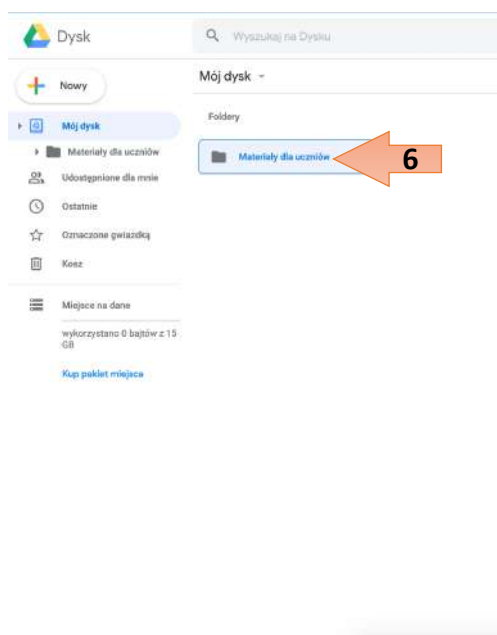 Dysk
Wyszukaj na Dysku
Nowy
Mój dysk
Foldery
Mój dysk
Materiały dla uczniów
Materiały dla uczniów
6
Udostępnione dla mnie
Ostatnie
Oznaczone gwiazdką
Kosz
Miejsce na dane
wykorzystano 0 bajtów z 15
GB
Kup pakiet miejsca